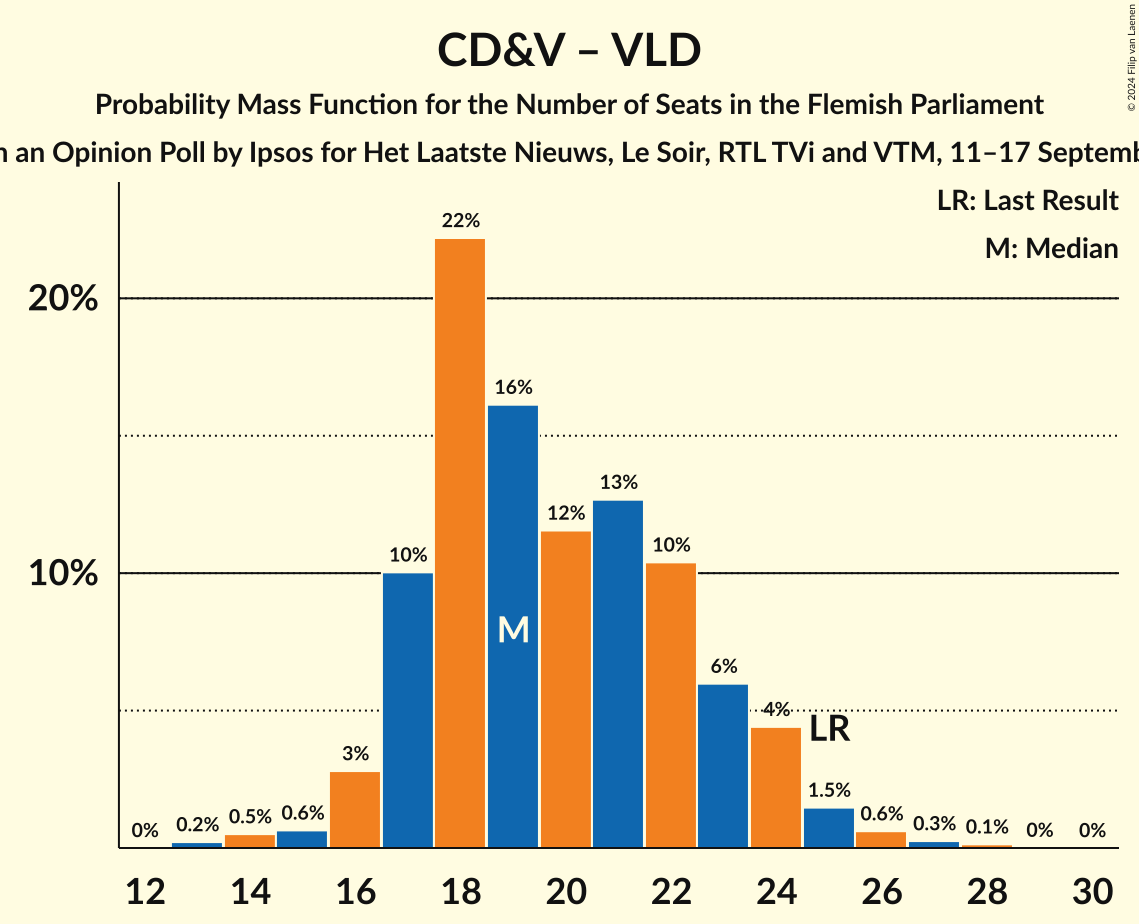 CD&V – VLD
Probability Mass Function for the Number of Seats in the Flemish Parliament
an Opinion Poll by Ipsos for Het Laatste Nieuws, Le Soir, RTL TVi and VTM, 11–17
© 2024 Filip van Laenen
LR: Last Result
M: Median
20%
10%
0%
0.2%
0.5%
0.6%
3%
10%
22%
16%
12%
13%
10%
6%
4%
1.5%
0.6%
0.3%
0.1%
0%
0%
M
LR
12 14 16 18 20 22 24 26 28 30